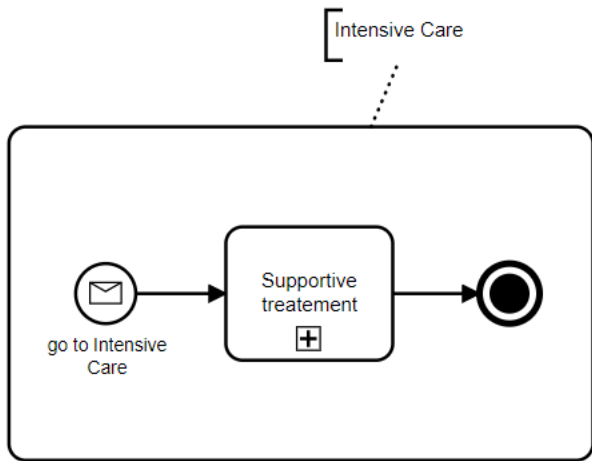 Intensive Care
Supportive
treatement
go to Intensive
Care